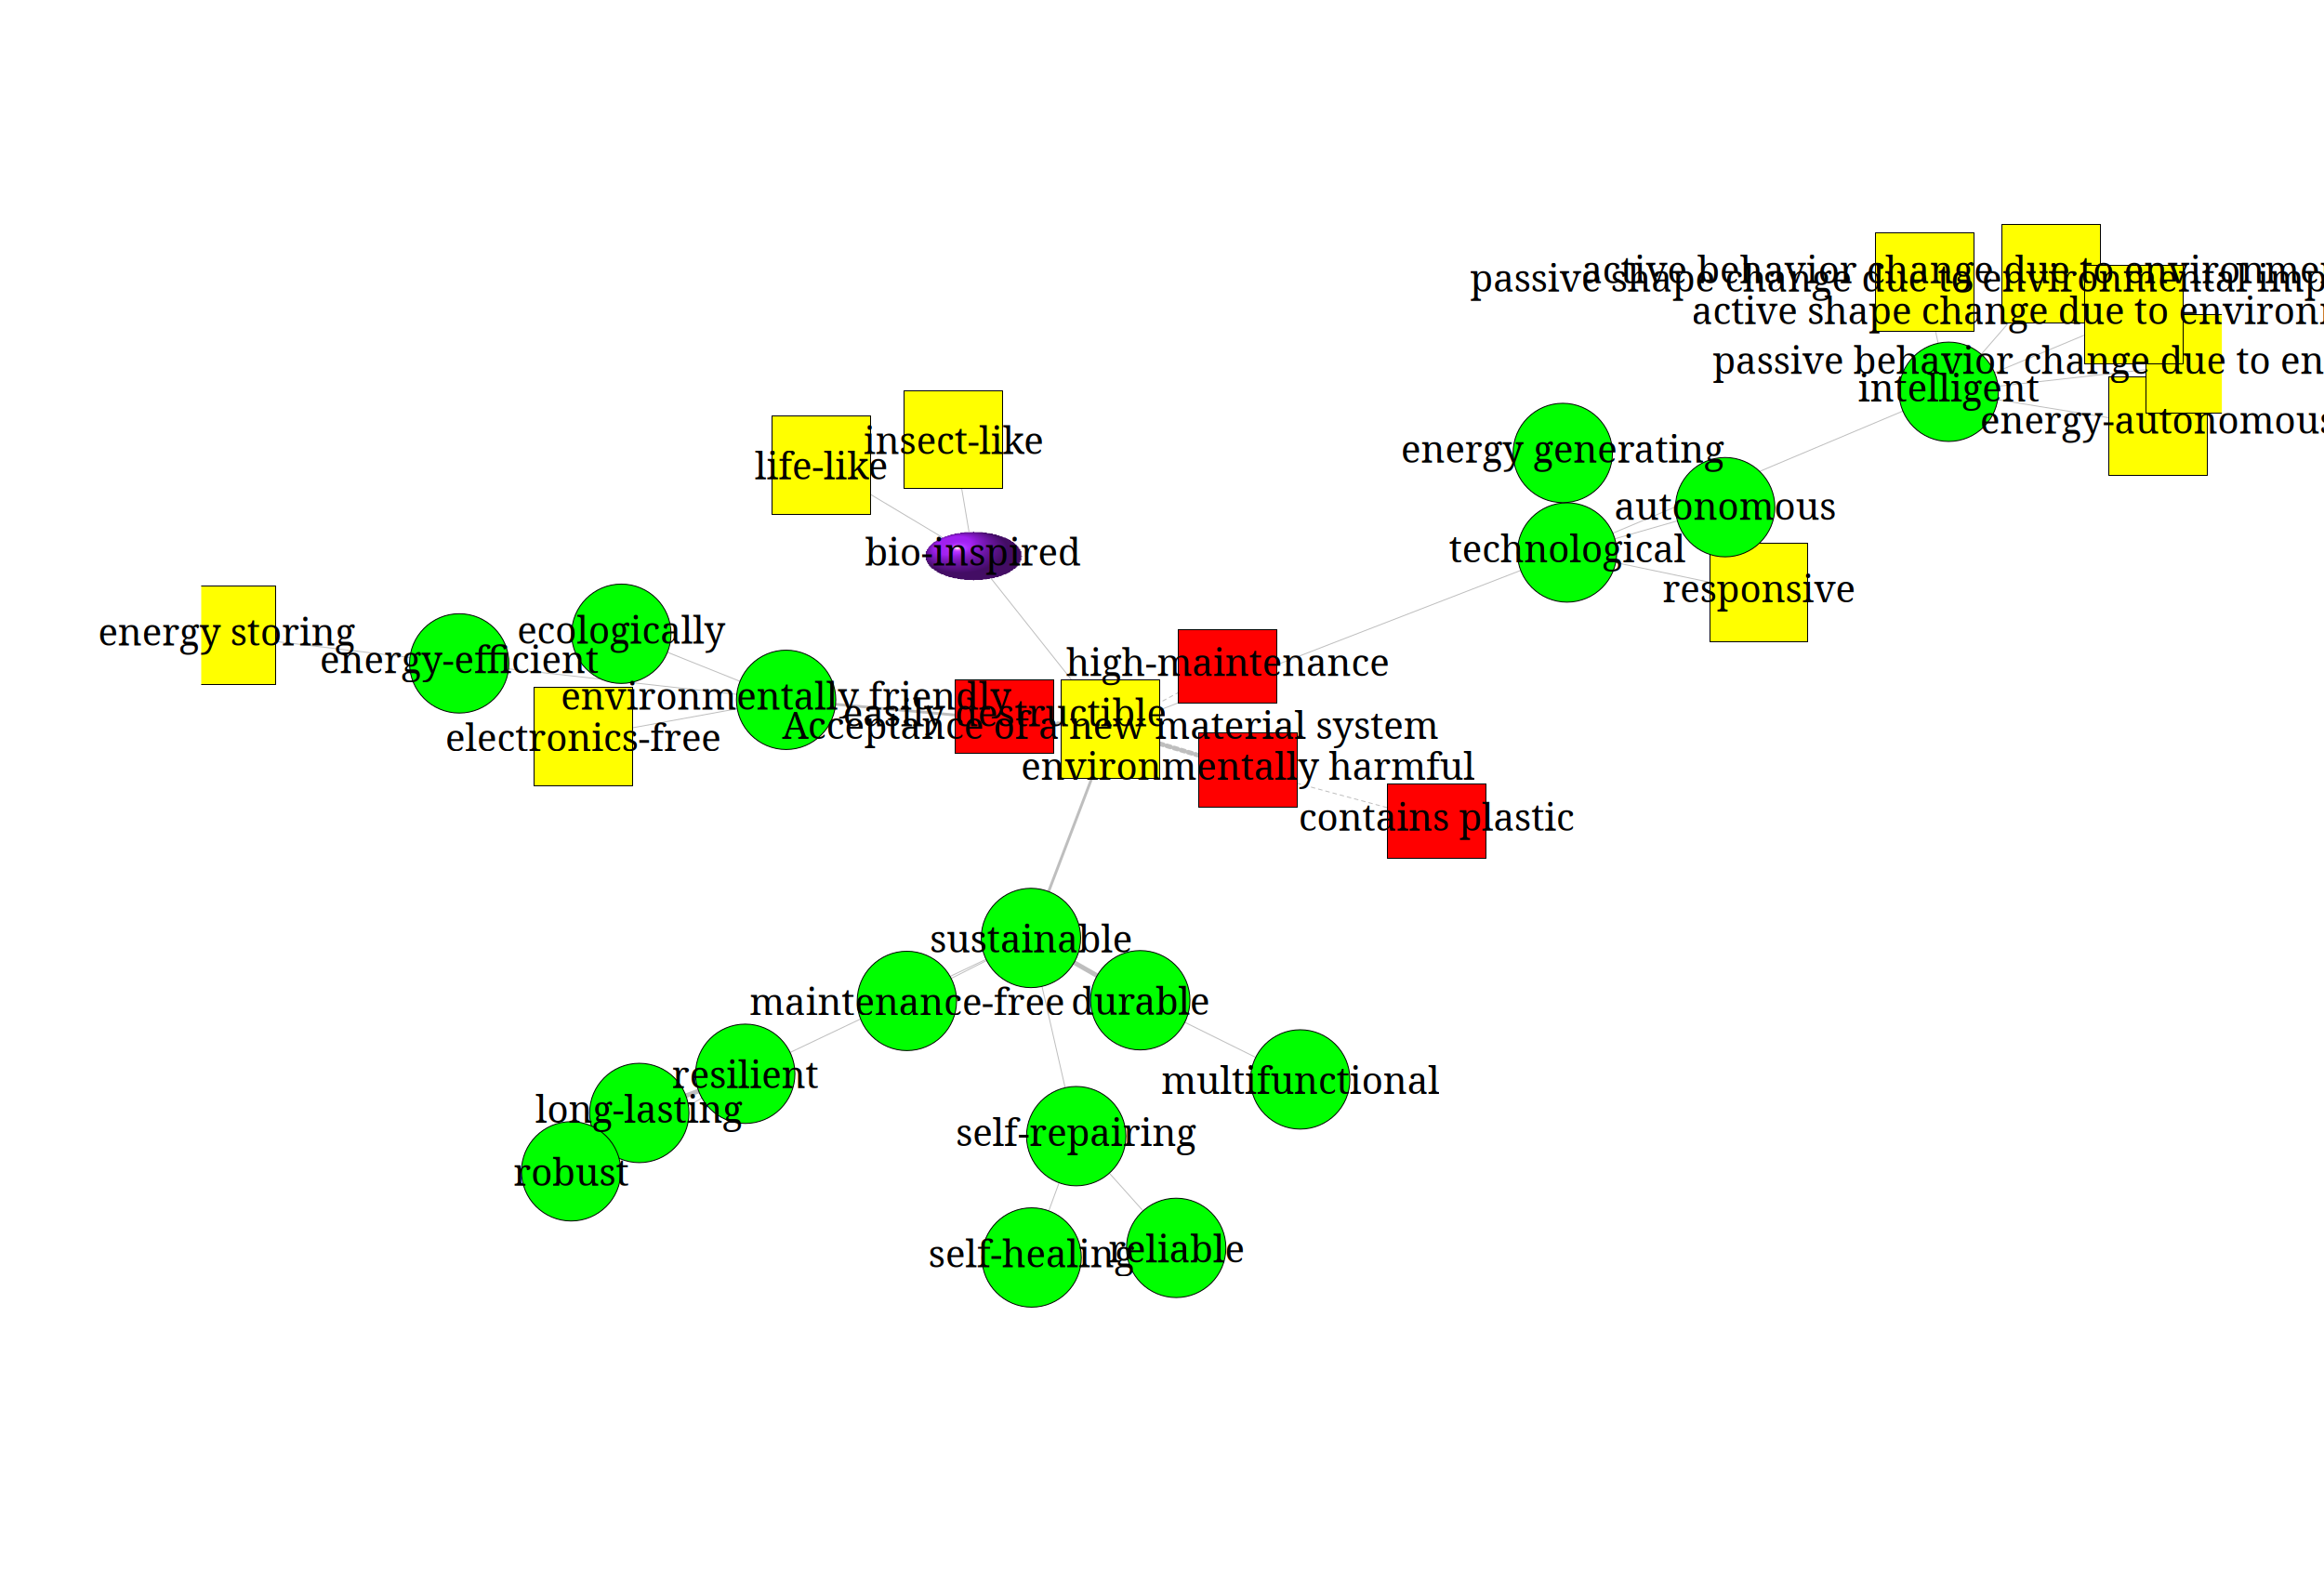 active behavior change due to environmen
passive shape change due to environmental imp
active shape change due to environ
passive behavior change due to en
intelligent
energy-autonomous
insect-like
life-like
energy generating
autonomous
bio-inspired
technological
responsive
energy storing
ecologically
energy-efficient
high-maintenance
environmentally friendly
easily destructible
Acceptance of a new material system
electronics-free
environmentally harmful
contains plastic
sustainable
maintenance-free
durable
resilient
multifunctional
long-lasting
self-repairing
robust
self-healing
reliable